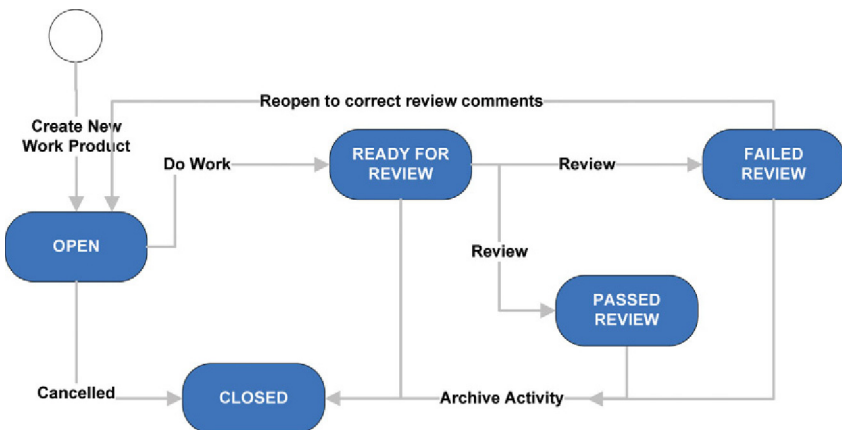 Reopen to correct review comments
Create New
Work Product
Do Work
READY FOR
REVIEW
Review
FAILED
REVIEW
OPEN
Review
PASSED
REVIEW
Cancelled
CLOSED
Archive Activity